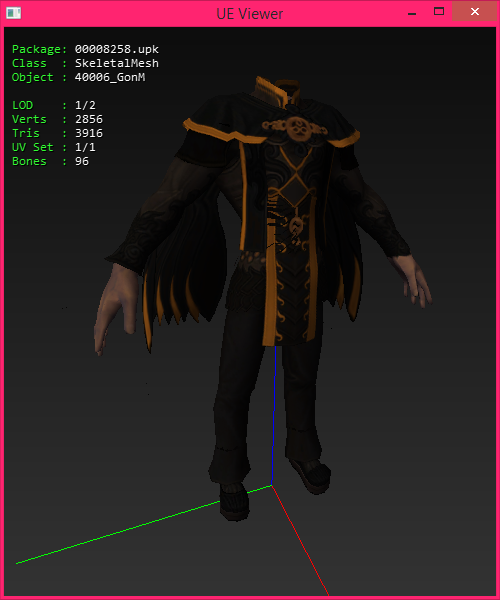 UE Viewer
Package: 00008258.upk
Class : SkeletalMesh
Object : 40006_GonM
LOD : 1/2
Verts : 2856
Tris : 3916
UV Set : 1/1
Bones : 96